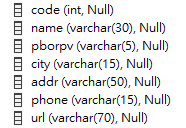 code (int, Null)
name (varchar(30), Null)
pborpv (varchar(5), Null)
city (varchar(15), Null)
addr (varchar(50), Null)
phone (varchar(15), Null)
url (varchar(70), Null)